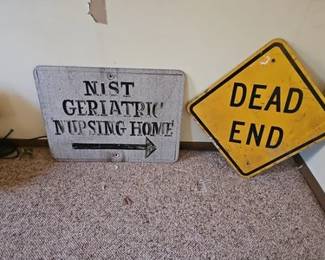 NIST
GERIATRIC
NURSING HOME
DEAD
END